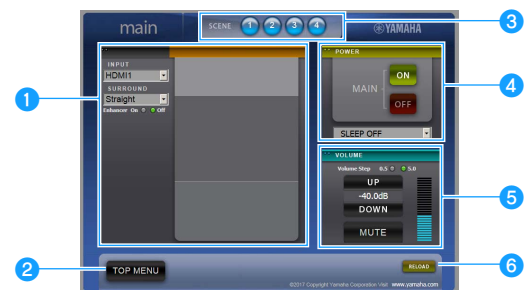 main SCENE 1 2 3 4 YAMAHA 3
1
INPUT
HDMI1
SURROUND
Straight
Enhancer On Off
POWER
ON
MAIN
OFF
4
SLEEP OFF
VOLUME
Volume Step 0.5 5.0
UP
-40.0dB
DOWN
5
MUTE
2 TOP MENU RELOAD 6
©2017 Copyright Yamaha Corporation Visit www.yamaha.com